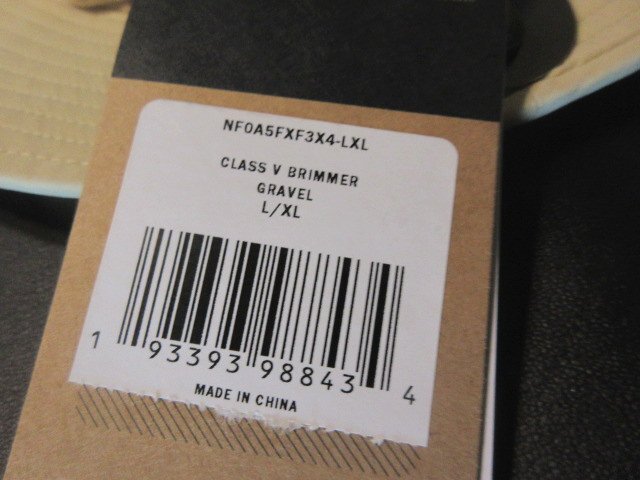 NF0A5FXF3X4-LXL
CLASS V BRIMMER
GRAVEL
L/XL
1 93393 98843 4
MADE IN CHINA